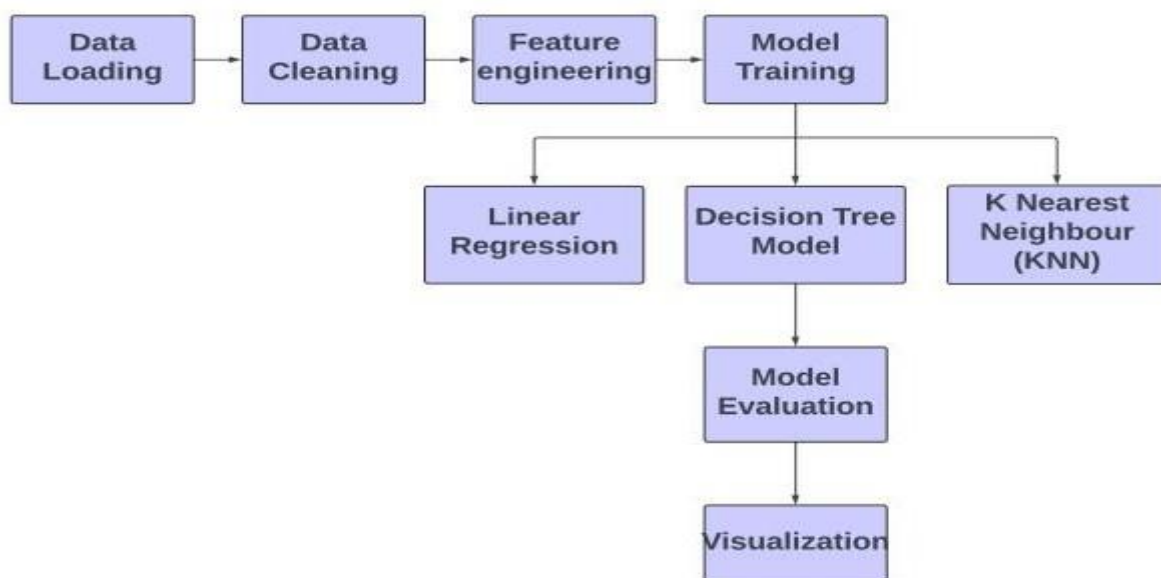 Data
Loading
Data
Cleaning
Feature
engineering
Model
Training
Linear
Regression
Decision Tree
Model
K Nearest
Neighbour
(KNN)
Model
Evaluation
Visualization